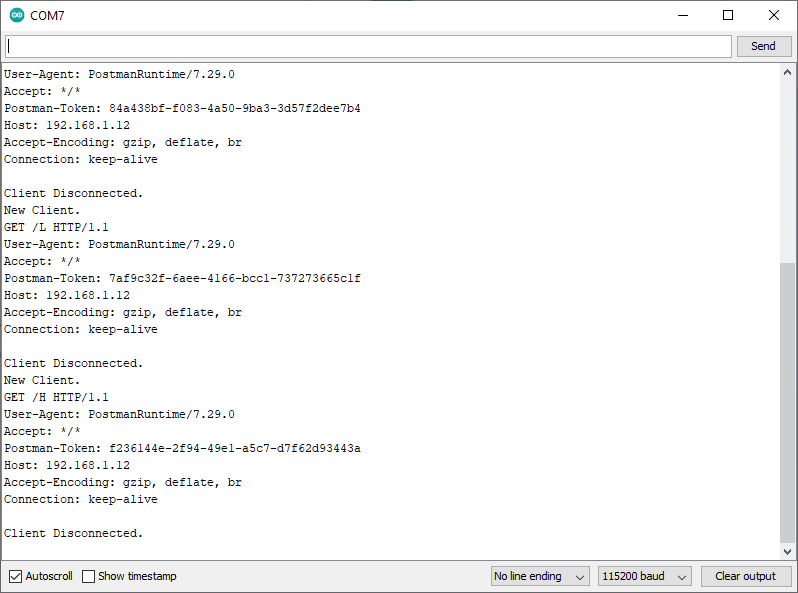 COM7
Send
User-Agent: PostmanRuntime/7.29.0
Accept: */*
Postman-Token: 84a438bf-f083-4a50-9ba3-3d57f2dee7b4
Host: 192.168.1.12
Accept-Encoding: gzip, deflate, br
Connection: keep-alive
Client Disconnected.
New Client.
GET /L HTTP/1.1
User-Agent: PostmanRuntime/7.29.0
Accept: */*
Postman-Token: 7af9c32f-6aee-4166-bcc1-737273665c1f
Host: 192.168.1.12
Accept-Encoding: gzip, deflate, br
Connection: keep-alive
Client Disconnected.
New Client.
GET /H HTTP/1.1
User-Agent: PostmanRuntime/7.29.0
Accept: */*
Postman-Token: f236144e-2f94-49e1-a5c7-d7f62d93443a
Host: 192.168.1.12
Accept-Encoding: gzip, deflate, br
Connection: keep-alive
Client Disconnected.
Autoscroll Show timestamp No line ending 115200 baud Clear output